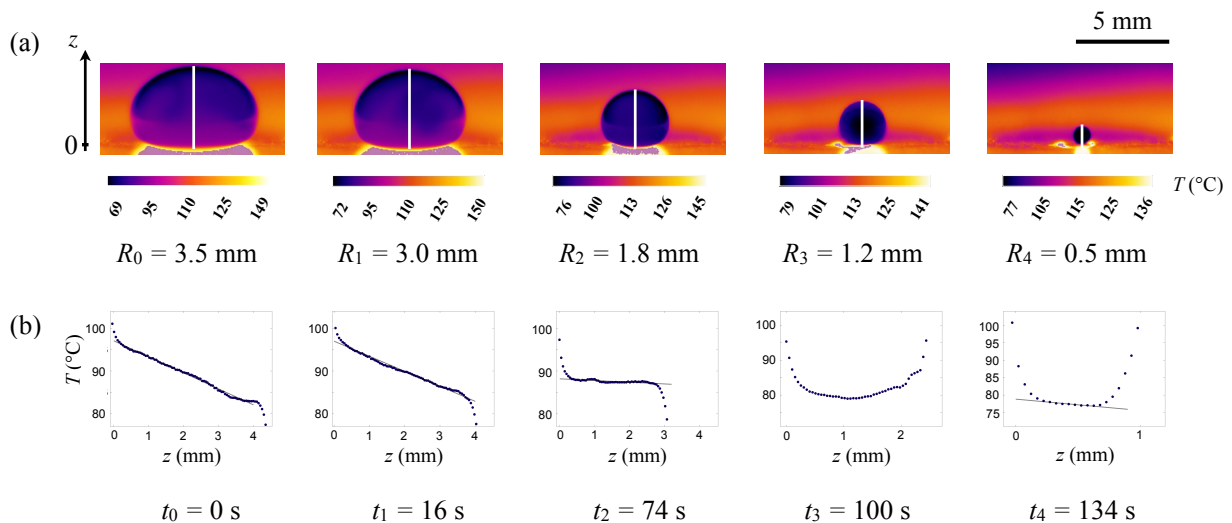 (a)
z
5 mm
0
69 95 110 125 149
72 95 110 125 150
76 100 113 126 145
79 101 113 125 141
77 105 115 125 136
T (°C)
R0 = 3.5 mm
R1 = 3.0 mm
R2 = 1.8 mm
R3 = 1.2 mm
R4 = 0.5 mm
(b)
T (°C)
100
90
80
0 1 2 3 4
z (mm)
100
90
80
0 1 2 3 4
z (mm)
100
90
80
0 1 2 3 4
z (mm)
100
90
80
0 1 2
z (mm)
100
95
90
85
80
75
0 1
z (mm)
t0 = 0 s
t1 = 16 s
t2 = 74 s
t3 = 100 s
t4 = 134 s